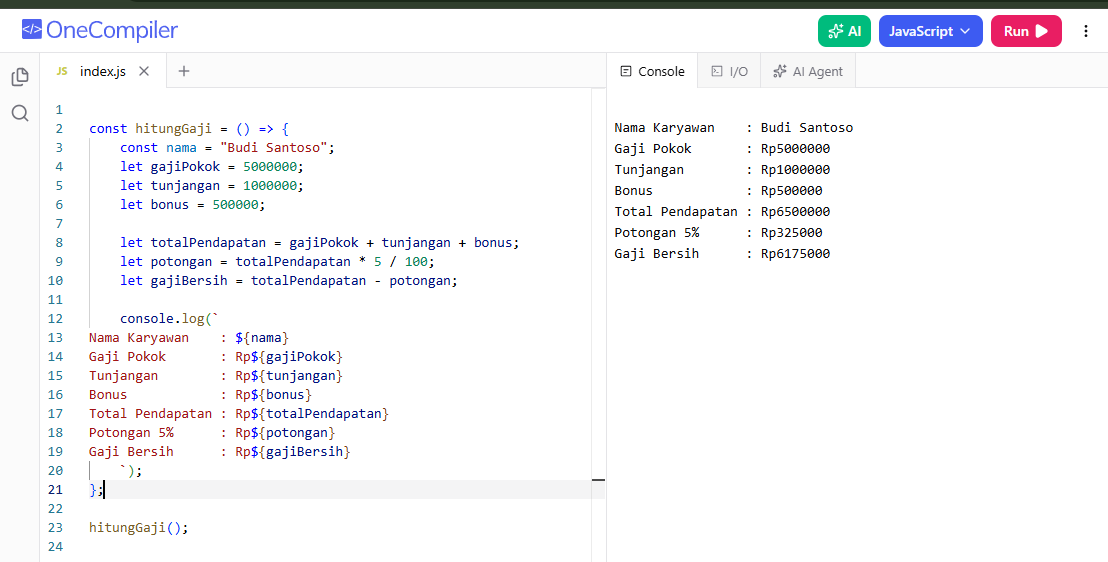 </> OneCompiler
AI
JavaScript
Run
JS index.js
Console
I/O
AI Agent
1
2 const hitungGaji = () => {
3     const nama = "Budi Santoso";
4     let gajiPokok = 5000000;
5     let tunjangan = 1000000;
6     let bonus = 500000;
7
8     let totalPendapatan = gajiPokok + tunjangan + bonus;
9     let potongan = totalPendapatan * 5 / 100;
10     let gajiBersih = totalPendapatan - potongan;
11
12     console.log(`
13 Nama Karyawan    : ${nama}
14 Gaji Pokok       : Rp${gajiPokok}
15 Tunjangan        : Rp${tunjangan}
16 Bonus            : Rp${bonus}
17 Total Pendapatan : Rp${totalPendapatan}
18 Potongan 5%      : Rp${potongan}
19 Gaji Bersih      : Rp${gajiBersih}
20     `);
21 };
22
23 hitungGaji();
24
Nama Karyawan    : Budi Santoso
Gaji Pokok       : Rp5000000
Tunjangan        : Rp1000000
Bonus            : Rp500000
Total Pendapatan : Rp6500000
Potongan 5%      : Rp325000
Gaji Bersih      : Rp6175000